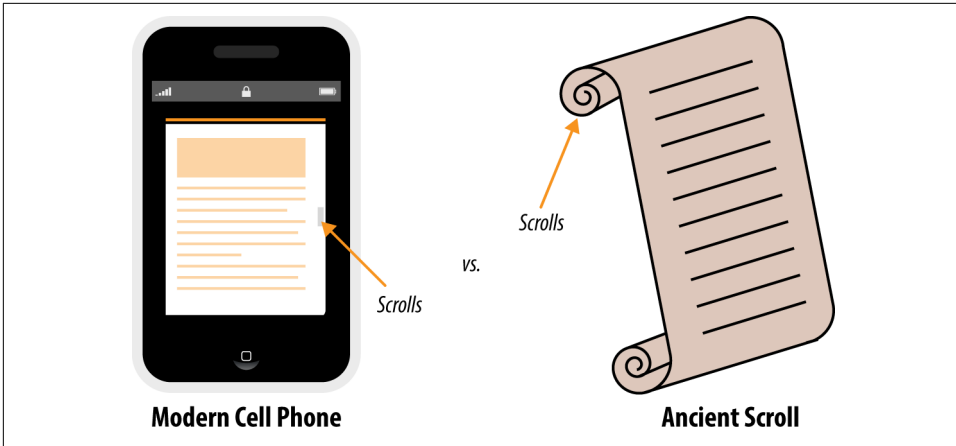 Scrolls
vs.
Scrolls
Modern Cell Phone
Ancient Scroll